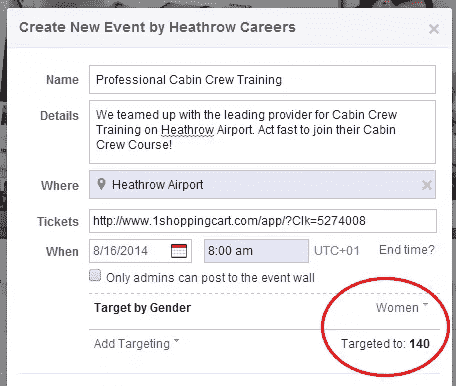 Create New Event by Heathrow Careers
Name
Professional Cabin Crew Training
Details
We teamed up with the leading provider for Cabin Crew
Training on Heathrow Airport. Act fast to join their Cabin
Crew Course!
Where
Heathrow Airport
Tickets
http://www.1shoppingcart.com/app/?Clk=5274008
When 8/16/2014 8:00 am UTC+01 End time?
Only admins can post to the event wall
Target by Gender Women
Add Targeting Targeted to: 140